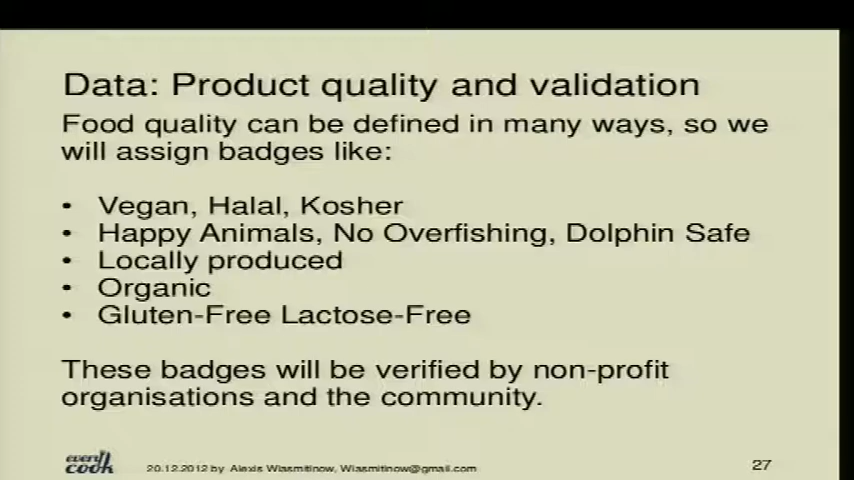 Data: Product quality and validation
Food quality can be defined in many ways, so we
will assign badges like:
• Vegan, Halal, Kosher
• Happy Animals, No Overfishing, Dolphin Safe
• Locally produced
• Organic
• Gluten-Free Lactose-Free
These badges will be verified by non-profit
organisations and the community.
every cook
20.12.2012 by Alexis Wiasmitinow, Wiasmitinow@gmail.com
27